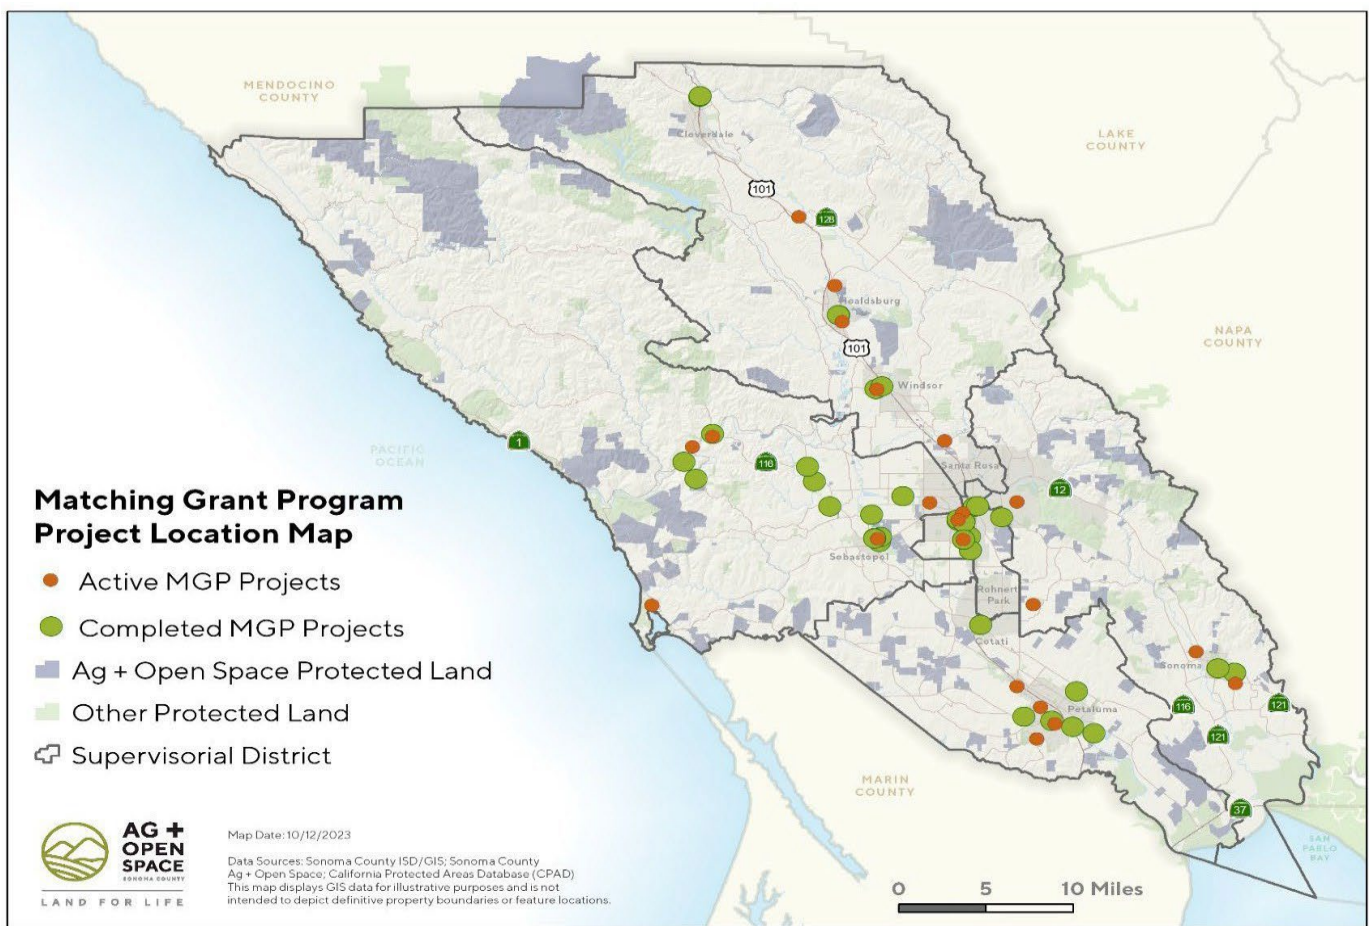 MENDOCINO
COUNTY
LAKE
COUNTY
Cloverdale
101
128
Healdsburg
NAPA
COUNTY
101
Windsor
PACIFIC
OCEAN
1
116
Santa Rosa
12
Sebastopol
Rohnert
Park
Cotati
Sonoma
Petaluma
116
121
121
MARIN
COUNTY
37
SAN
PABLO
BAY
Matching Grant Program
Project Location Map
Active MGP Projects
Completed MGP Projects
Ag + Open Space Protected Land
Other Protected Land
Supervisorial District
AG +
OPEN
SPACE
SONOMA COUNTY
LAND FOR LIFE
Map Date: 10/12/2023
Data Sources: Sonoma County ISD/GIS; Sonoma County
Ag + Open Space; California Protected Areas Database (CPAD)
This map displays GIS data for illustrative purposes and is not
intended to depict definitive property boundaries or feature locations.
0 5 10 Miles